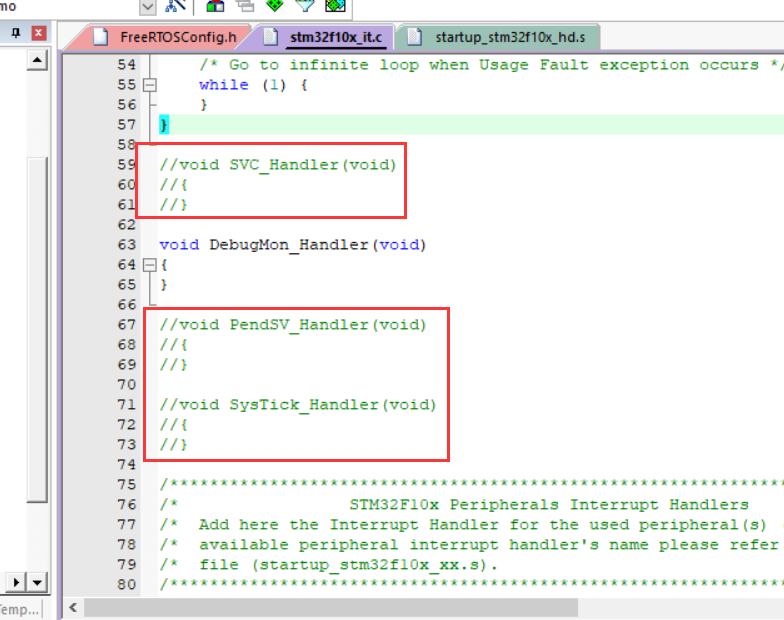 mo
FreeRTOSConfig.h stm32f10x_it.c startup_stm32f10x_hd.s
54 /* Go to infinite loop when Usage Fault exception occurs */
55 while (1) {
56 }
57 }
58
59 //void SVC_Handler(void)
60 //{
61 //}
62
63 void DebugMon_Handler(void)
64 {
65 }
66
67 //void PendSV_Handler(void)
68 //{
69 //}
70
71 //void SysTick_Handler(void)
72 //{
73 //}
74
75 /***************************************************************
76 /* STM32F10x Peripherals Interrupt Handlers
77 /* Add here the Interrupt Handler for the used peripheral(s)
78 /* available peripheral interrupt handler's name please refer
79 /* file (startup_stm32f10x_xx.s).
80 /***************************************************************
Temp...